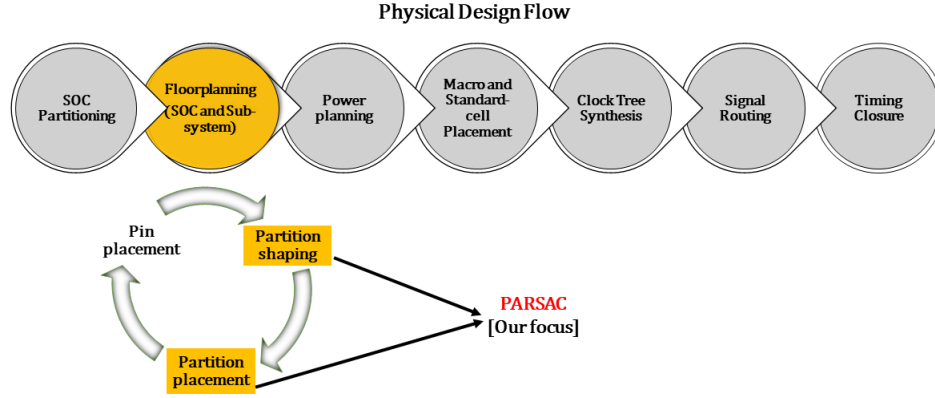 Physical Design Flow
SOC
Partitioning
Floorplanning
(SOC and Sub-
system)
Power
planning
Macro and
Standard-
cell
Placement
Clock Tree
Synthesis
Signal
Routing
Timing
Closure
Pin
placement
Partition
shaping
Partition
placement
PARSAC
[Our focus]